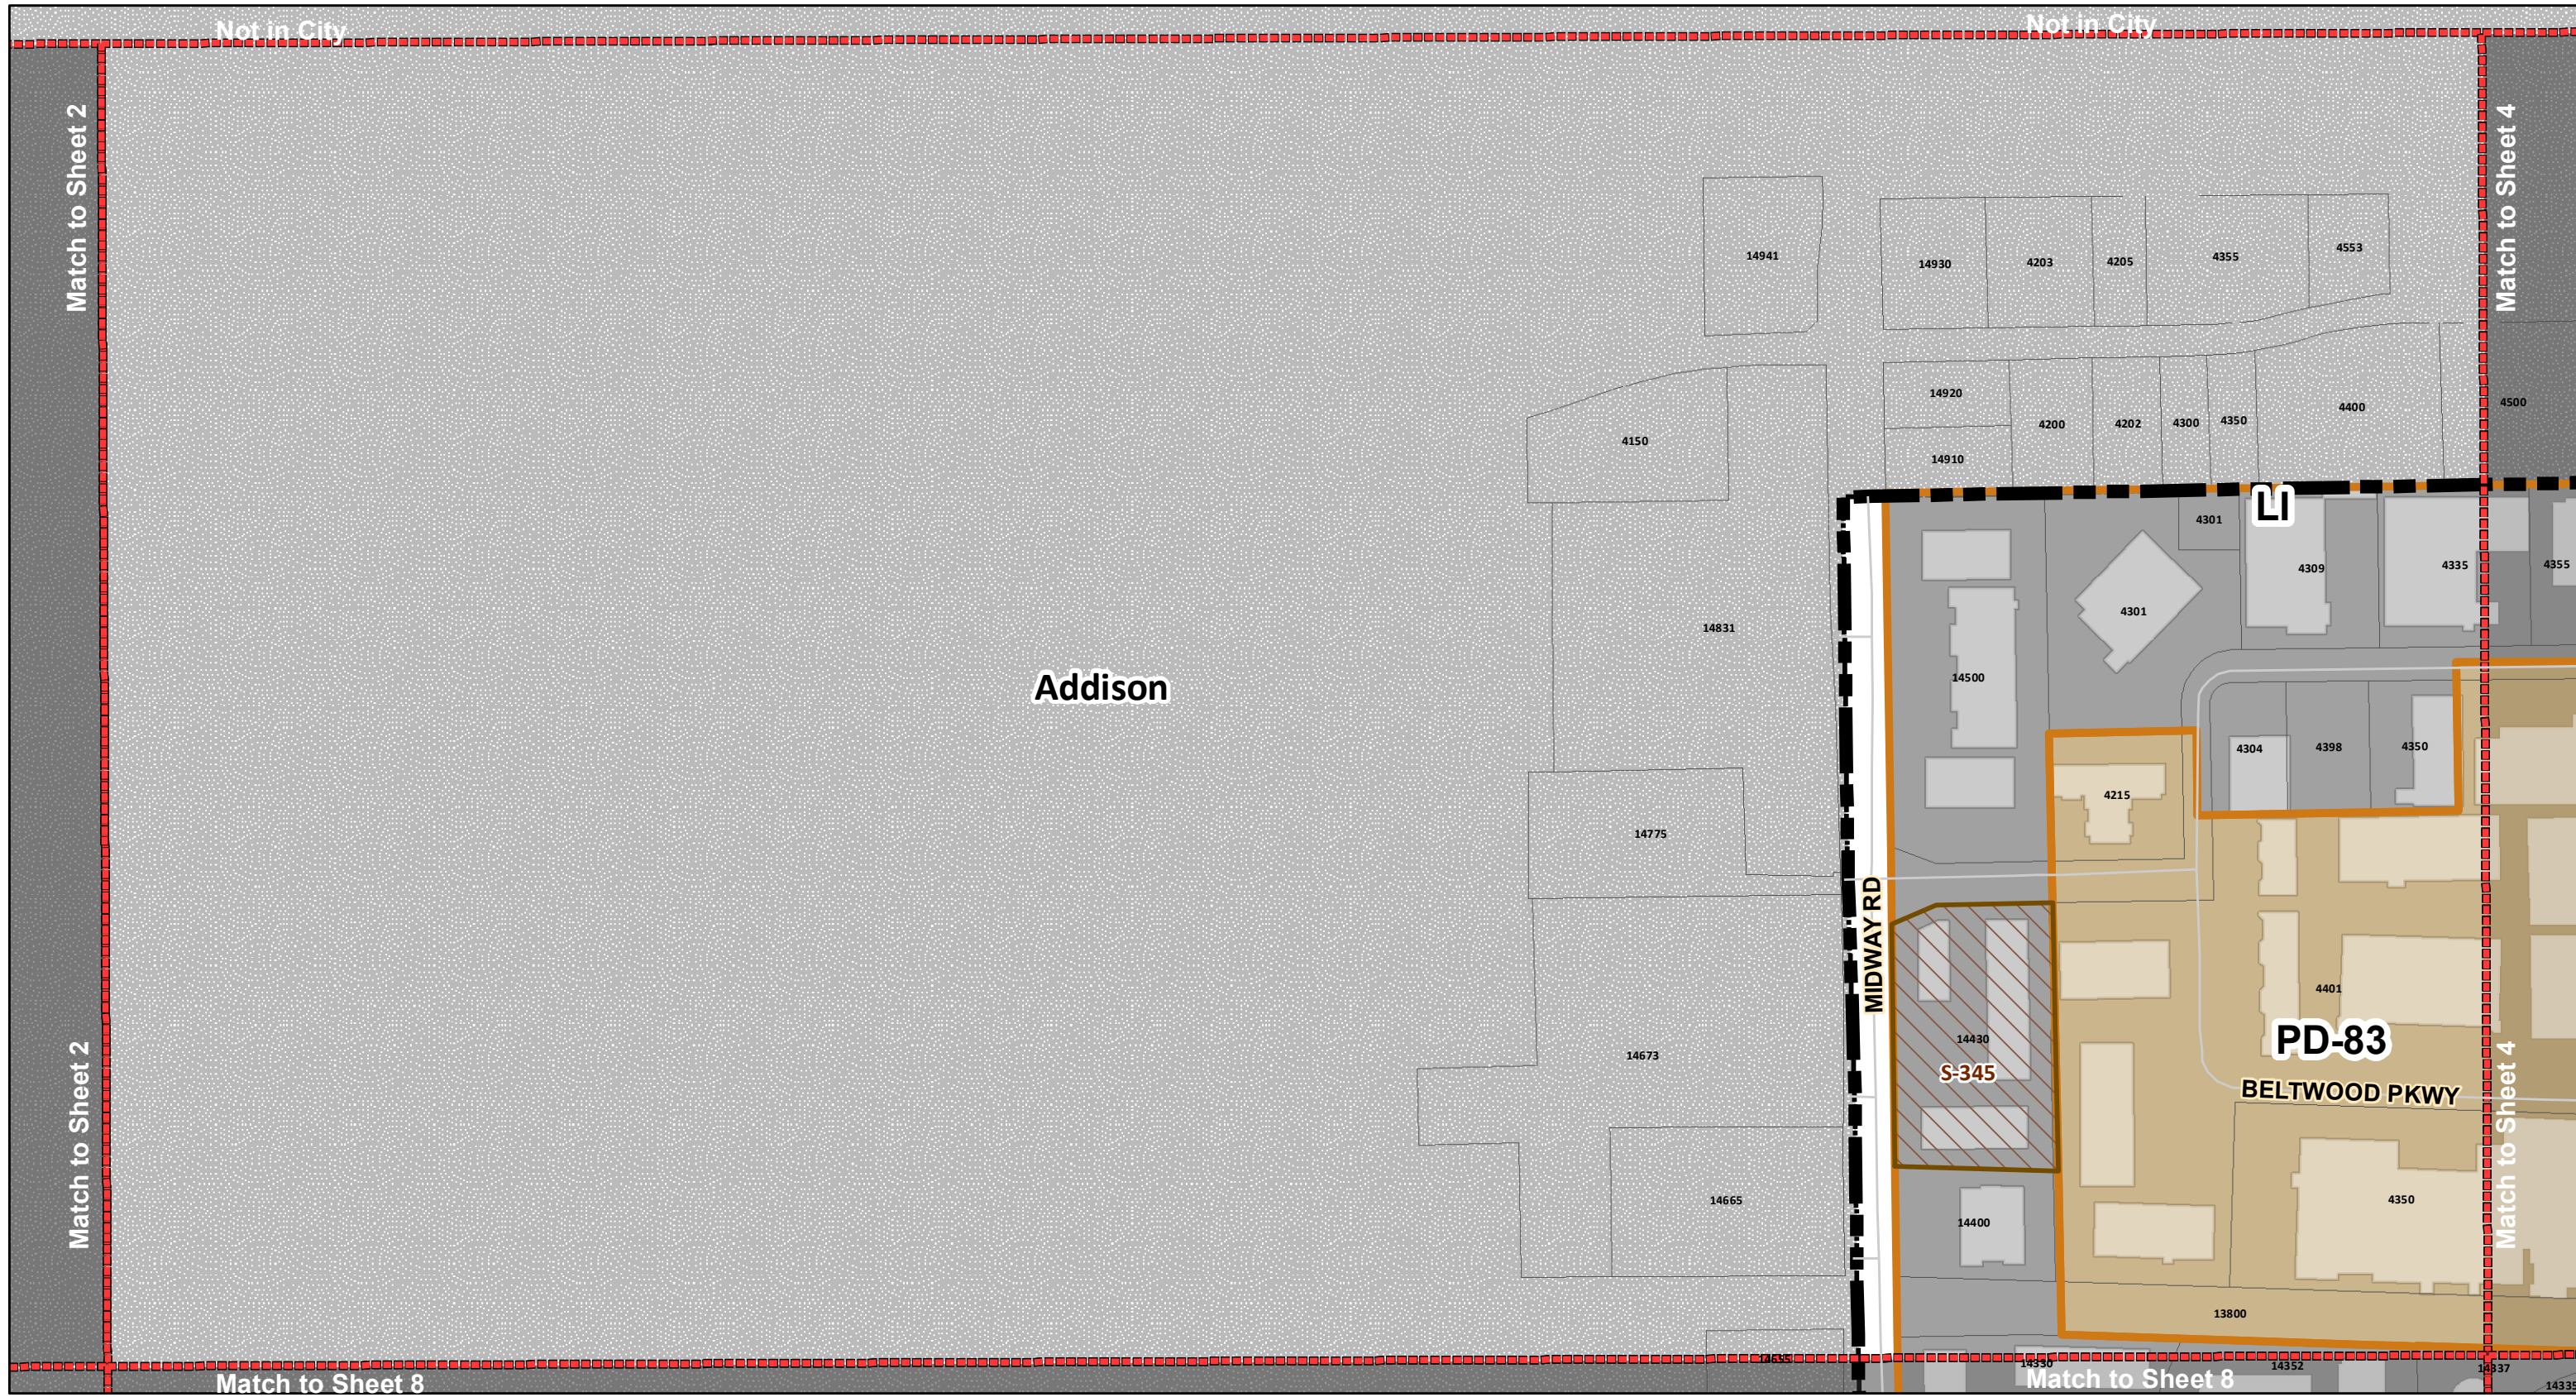 Not in City
Not in City
Match to Sheet 2
Match to Sheet 4
14941
14930
4203
4205
4355
4553
14920
4150
14910
4200
4202
4300
4350
4400
4500
LI
4301
4309
4335
4355
4301
14831
14500
Addison
4304
4398
4350
4215
14775
MIDWAY RD
4401
14430
PD-83
14673
S-345
BELTWOOD PKWY
Match to Sheet 2
Match to Sheet 4
14665
14400
4350
13800
14655
14330
14352
14337
14335
Match to Sheet 8
Match to Sheet 8